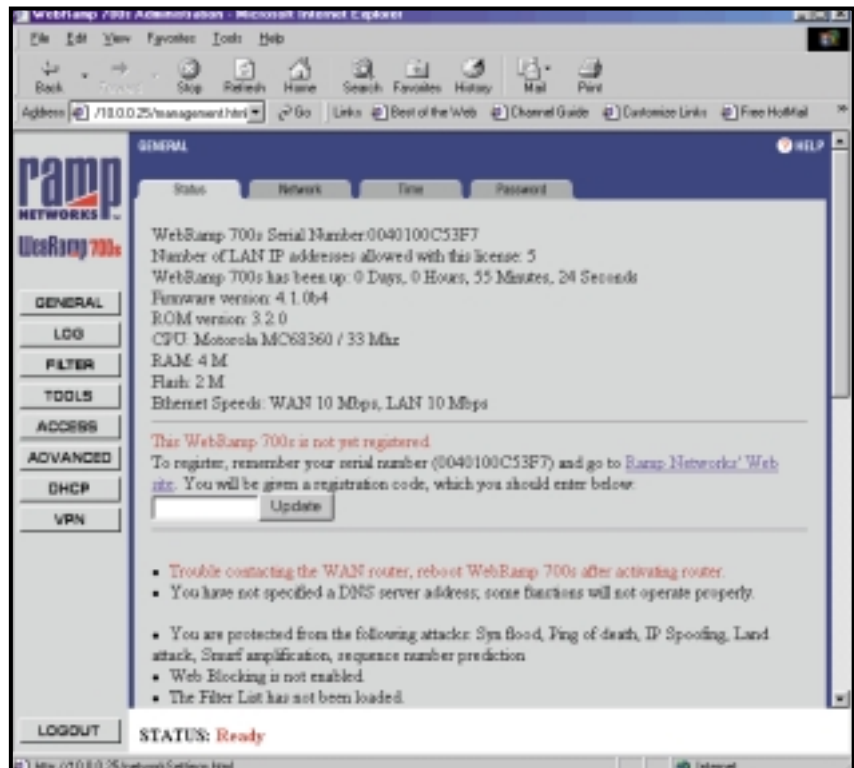 WebRamp 700s Administration - Microsoft Internet Explorer
File Edit View Favorites Tools Help
Back Forward Stop Refresh Home Search Favorites History Mail Print
Address /10.0.0.25/management.html Go Links Best of the Web Channel Guide Customize Links Free HotMail
ramp
NETWORKS
WebRamp 700s
GENERAL
LOG
FILTER
TOOLS
ACCESS
ADVANCED
DHCP
VPN
LOGOUT
GENERAL
HELP
Status Network Time Password
WebRamp 700s Serial Number:0040100C53F7
Number of LAN IP addresses allowed with this license: 5
WebRamp 700s has been up: 0 Days, 0 Hours, 55 Minutes, 24 Seconds
Firmware version: 4.1.0b4
ROM version: 3.2.0
CPU: Motorola MC68360 / 33 Mhz
RAM: 4 M
Flash: 2 M
Ethernet Speeds: WAN 10 Mbps, LAN 10 Mbps
This WebRamp 700s is not yet registered.
To register, remember your serial number (0040100C53F7) and go to Ramp Networks' Web
site. You will be given a registration code, which you should enter below:
Update
• Trouble contacting the WAN router, reboot WebRamp 700s after activating router.
• You have not specified a DNS server address; some functions will not operate properly.
• You are protected from the following attacks: Syn flood, Ping of death, IP Spoofing, Land
attack, Smurf amplification, sequence number prediction
• Web Blocking is not enabled.
• The Filter List has not been loaded.
STATUS: Ready
http://10.0.0.25/networkSettings.html Internet